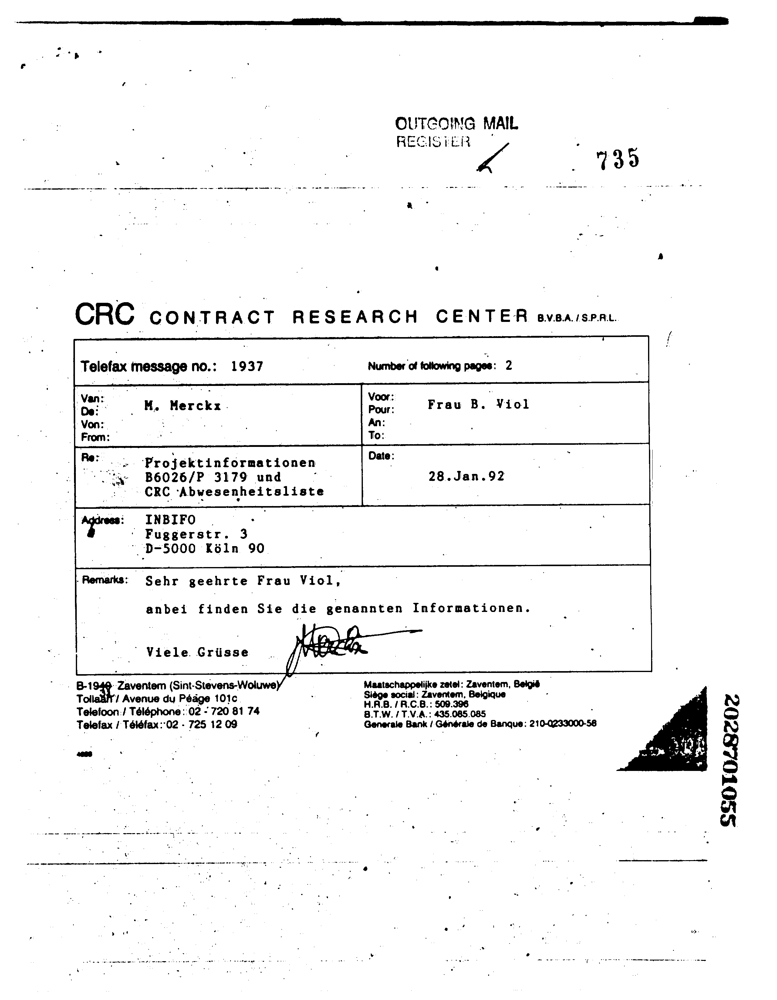 OUTGOING MAIL
REGISTER
735
CRC CONTRACT RESEARCH CENTER B.V.B.A. / S.P.R.L.
Telefax message no.: 1937
Number of following pages: 2
Van:
De:
Von:
From:
M. Merckx
Voor:
Pour:
An:
To:
Frau B. Viol
Re:
Projektinformationen
B6026/P 3179 und
CRC Abwesenheitsliste
Date:
28.Jan.92
Address:
INBIFO
Fuggerstr. 3
D-5000 Köln 90
Remarks:
Sehr geehrte Frau Viol,
anbei finden Sie die genannten Informationen.
Viele Grüsse
B-1940 Zaventem (Sint-Stevens-Woluwe)
Tollaan / Avenue du Péage 101c
Telefoon / Téléphone: 02 - 720 81 74
Telefax / Téléfax: 02 - 725 12 09
Maatschappelijke zetel: Zaventem, België
Siège social: Zaventem, Belgique
H.R.B. / R.C.B.: 509.396
B.T.W. / T.V.A.: 435.085.085
Generale Bank / Générale de Banque: 210-0233000-58
2028701055